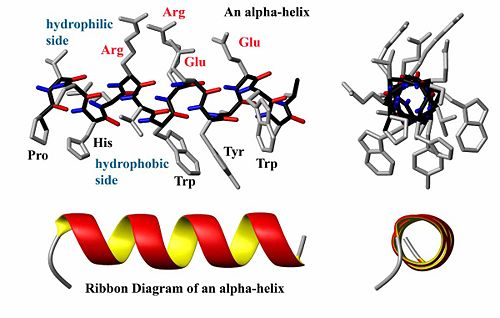 Arg
An alpha-helix
hydrophilic
side
Arg
Glu
Glu
Pro
His
hydrophobic
side
Trp
Tyr
Trp
Ribbon Diagram of an alpha-helix